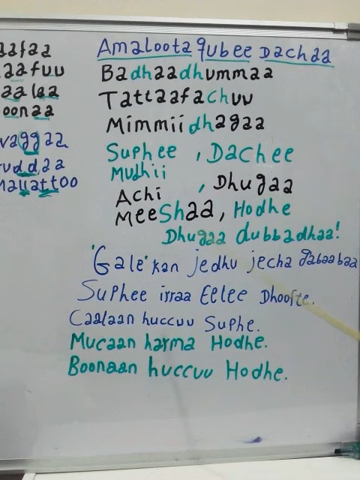 Amaloota qubee Dachaa
Badhaadhummaa
Tattaafachuu
Mimmiidhagaa
Suphee , Dachee
Mudhii
Achi , Dhugaa
MeeShaa, Hodhe
Dhugaa dubbadhaa!
"Gale" kan jedhu jecha gabaabaa
Suphee irraa Eelee Dhoofte.
Caalaan huccuu Suphe.
Mucaan harma Hodhe.
Boonaan huccuu Hodhe.